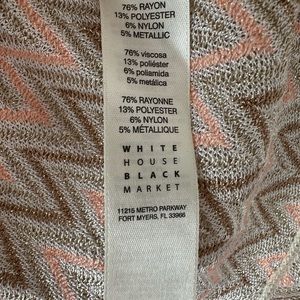 76% RAYON
13% POLYESTER
6% NYLON
5% METALLIC
76% viscosa
13% poliéster
6% poliamida
5% metálica
76% RAYONNE
13% POLYESTER
6% NYLON
5% MÉTALLIQUE
WHITE
HOUSE
BLACK
MARKET
11215 METRO PARKWAY
FORT MYERS, FL 33966